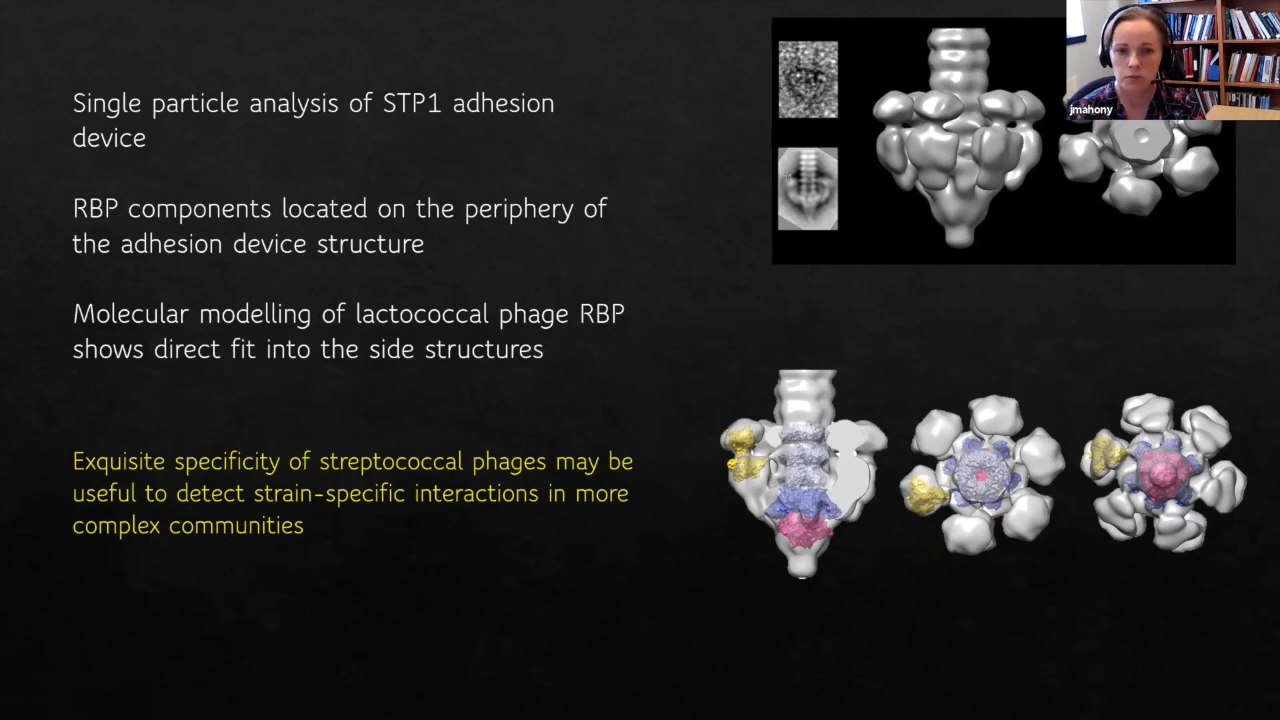 Single particle analysis of STP1 adhesion
device
RBP components located on the periphery of
the adhesion device structure
Molecular modelling of lactococcal phage RBP
shows direct fit into the side structures
Exquisite specificity of streptococcal phages may be
useful to detect strain-specific interactions in more
complex communities
jmahony